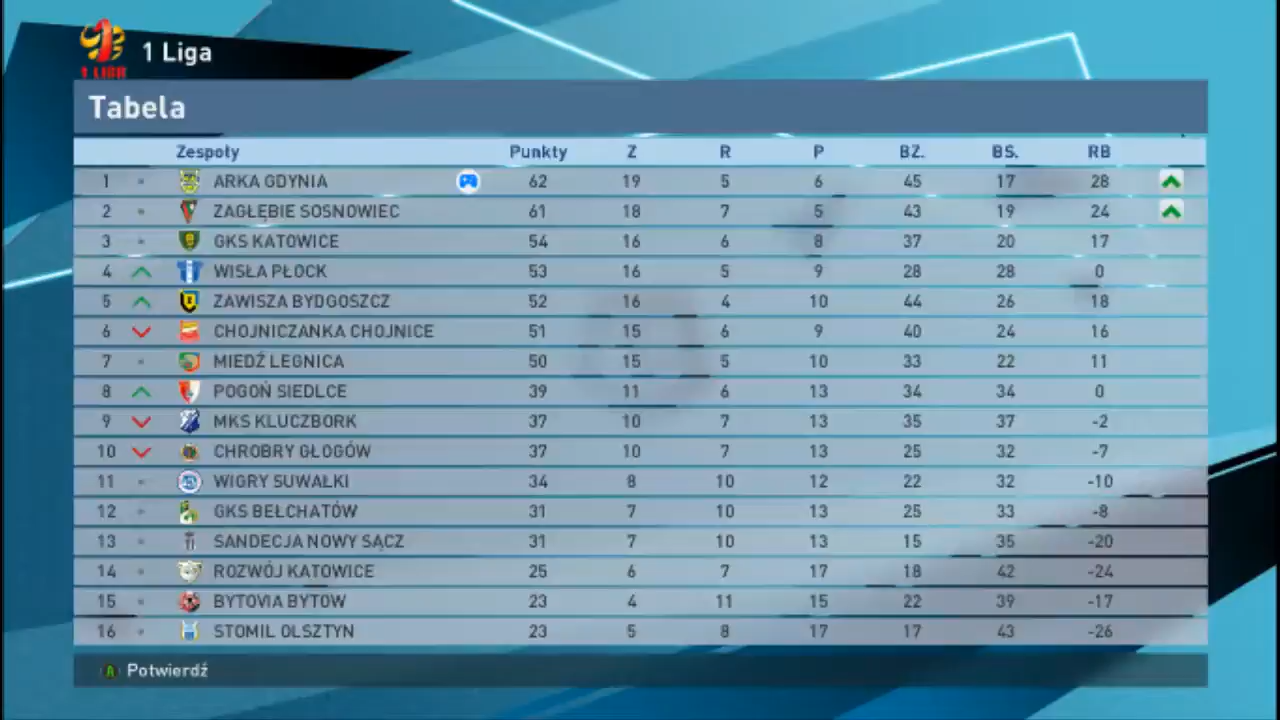 1 LIGA
1 Liga
Tabela
Zespoły Punkty Z R P BZ. BS. RB
1 ARKA GDYNIA 62 19 5 6 45 17 28
2 ZAGŁĘBIE SOSNOWIEC 61 18 7 5 43 19 24
3 GKS KATOWICE 54 16 6 8 37 20 17
4 WISŁA PŁOCK 53 16 5 9 28 28 0
5 ZAWISZA BYDGOSZCZ 52 16 4 10 44 26 18
6 CHOJNICZANKA CHOJNICE 51 15 6 9 40 24 16
7 MIEDŹ LEGNICA 50 15 5 10 33 22 11
8 POGOŃ SIEDLCE 39 11 6 13 34 34 0
9 MKS KLUCZBORK 37 10 7 13 35 37 -2
10 CHROBRY GŁOGÓW 37 10 7 13 25 32 -7
11 WIGRY SUWAŁKI 34 8 10 12 22 32 -10
12 GKS BEŁCHATÓW 31 7 10 13 25 33 -8
13 SANDECJA NOWY SĄCZ 31 7 10 13 15 35 -20
14 ROZWÓJ KATOWICE 25 6 7 17 18 42 -24
15 BYTOVIA BYTÓW 23 4 11 15 22 39 -17
16 STOMIL OLSZTYN 23 5 8 17 17 43 -26
A Potwierdź